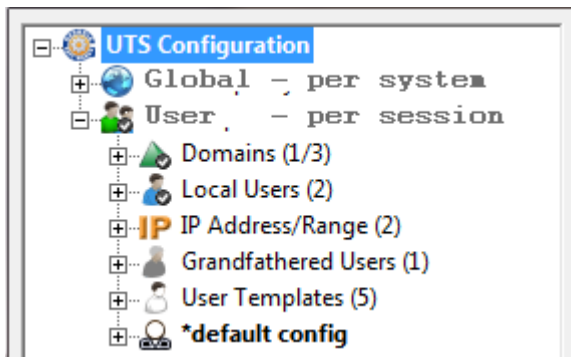 UTS Configuration
Global - per system
User - per session
Domains (1/3)
Local Users (2)
IP IP Address/Range (2)
Grandfathered Users (1)
User Templates (5)
*default config